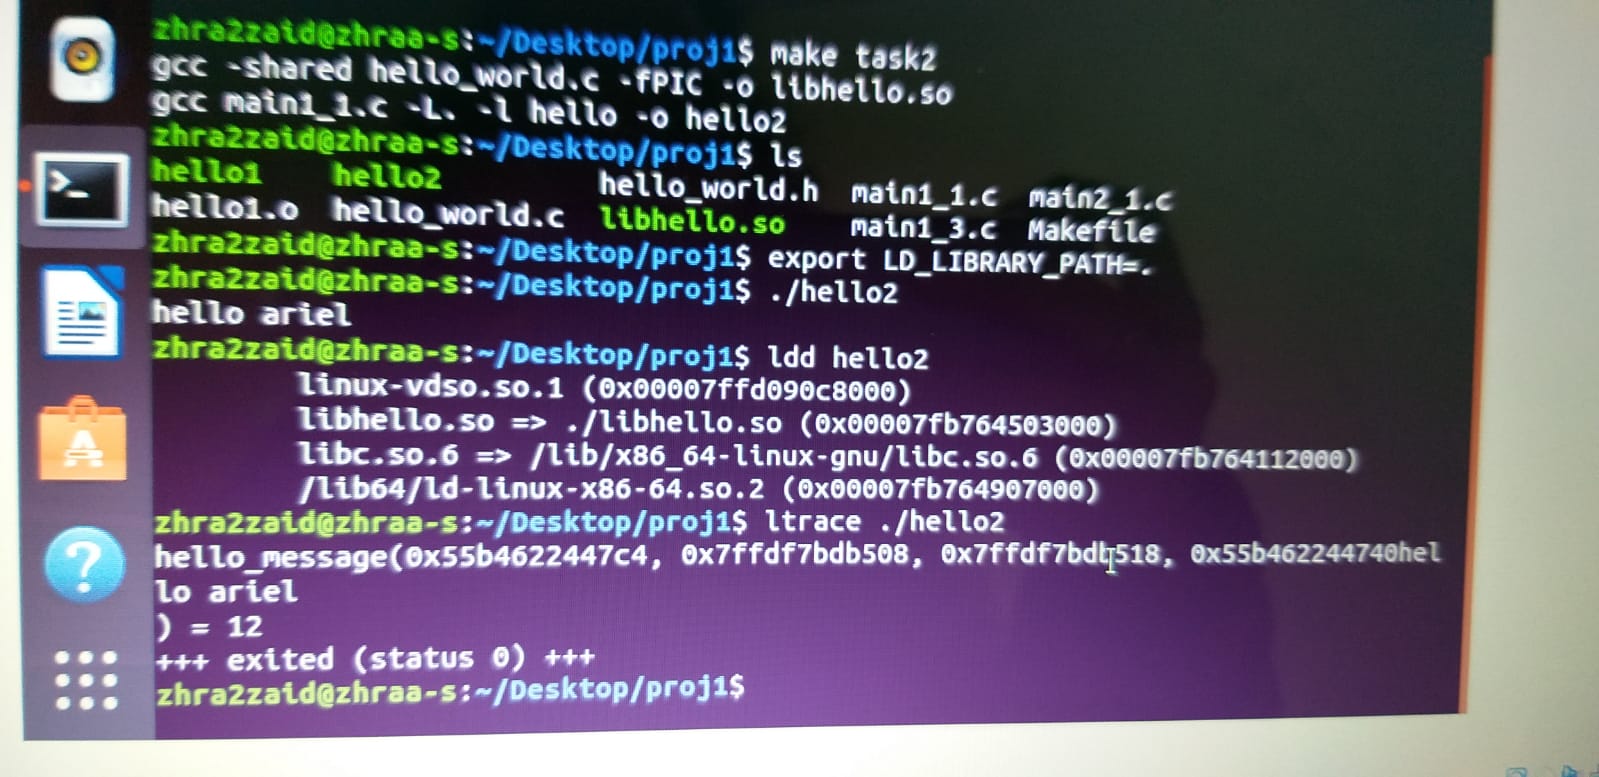 zhra2zaid@zhraa-s:~/Desktop/proj1$ make task2
gcc -shared hello_world.c -fPIC -o libhello.so
gcc main1_1.c -L. -l hello -o hello2
zhra2zaid@zhraa-s:~/Desktop/proj1$ ls
hello1 hello2 hello_world.h main1_1.c main2_1.c
hello1.o hello_world.c libhello.so main1_3.c Makefile
zhra2zaid@zhraa-s:~/Desktop/proj1$ export LD_LIBRARY_PATH=.
zhra2zaid@zhraa-s:~/Desktop/proj1$ ./hello2
hello ariel
zhra2zaid@zhraa-s:~/Desktop/proj1$ ldd hello2
linux-vdso.so.1 (0x00007ffd090c8000)
libhello.so => ./libhello.so (0x00007fb764503000)
libc.so.6 => /lib/x86_64-linux-gnu/libc.so.6 (0x00007fb764112000)
/lib64/ld-linux-x86-64.so.2 (0x00007fb764907000)
zhra2zaid@zhraa-s:~/Desktop/proj1$ ltrace ./hello2
hello_message(0x55b4622447c4, 0x7ffdf7bdb508, 0x7ffdf7bdb518, 0x55b462244740hel
lo ariel
) = 12
+++ exited (status 0) +++
zhra2zaid@zhraa-s:~/Desktop/proj1$